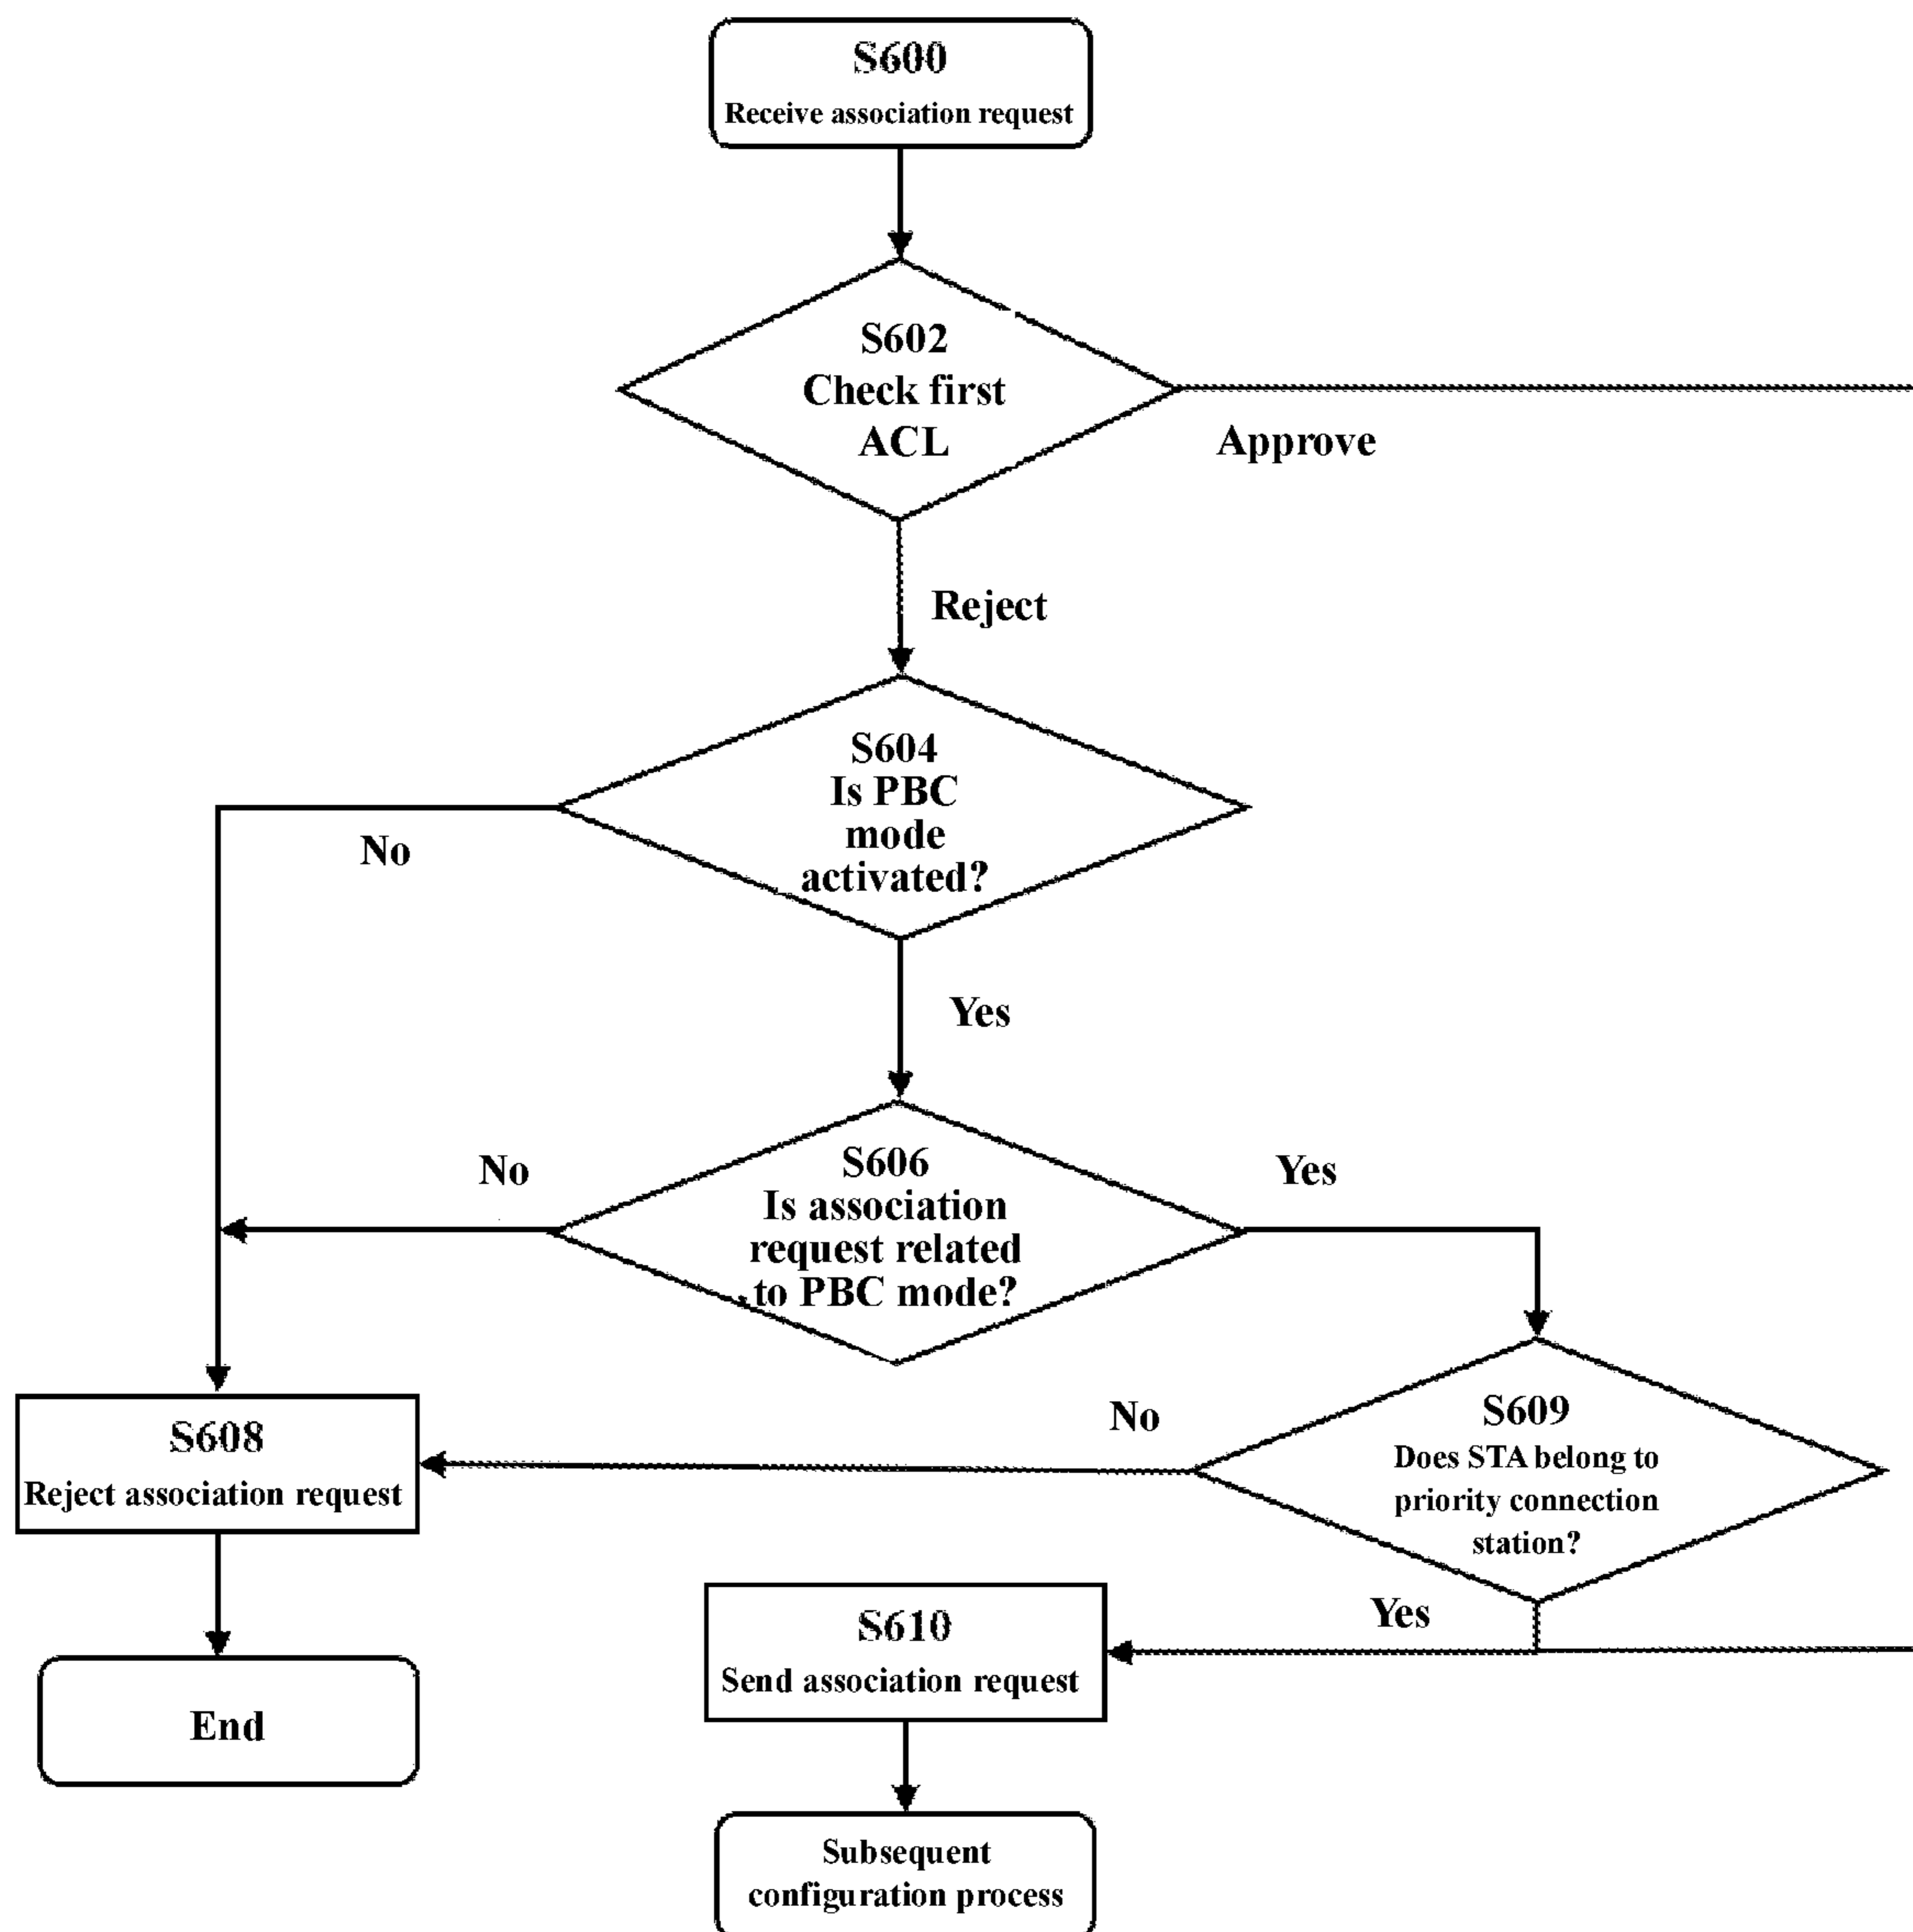 S600
Receive association request
S602
Check first
ACL
Approve
Reject
S604
Is PBC
mode
activated?
No
Yes
S606
Is association
request related
to PBC mode?
No
Yes
S609
Does STA belong to
priority connection
station?
No
Yes
S608
Reject association request
S610
Send association request
End
Subsequent
configuration process